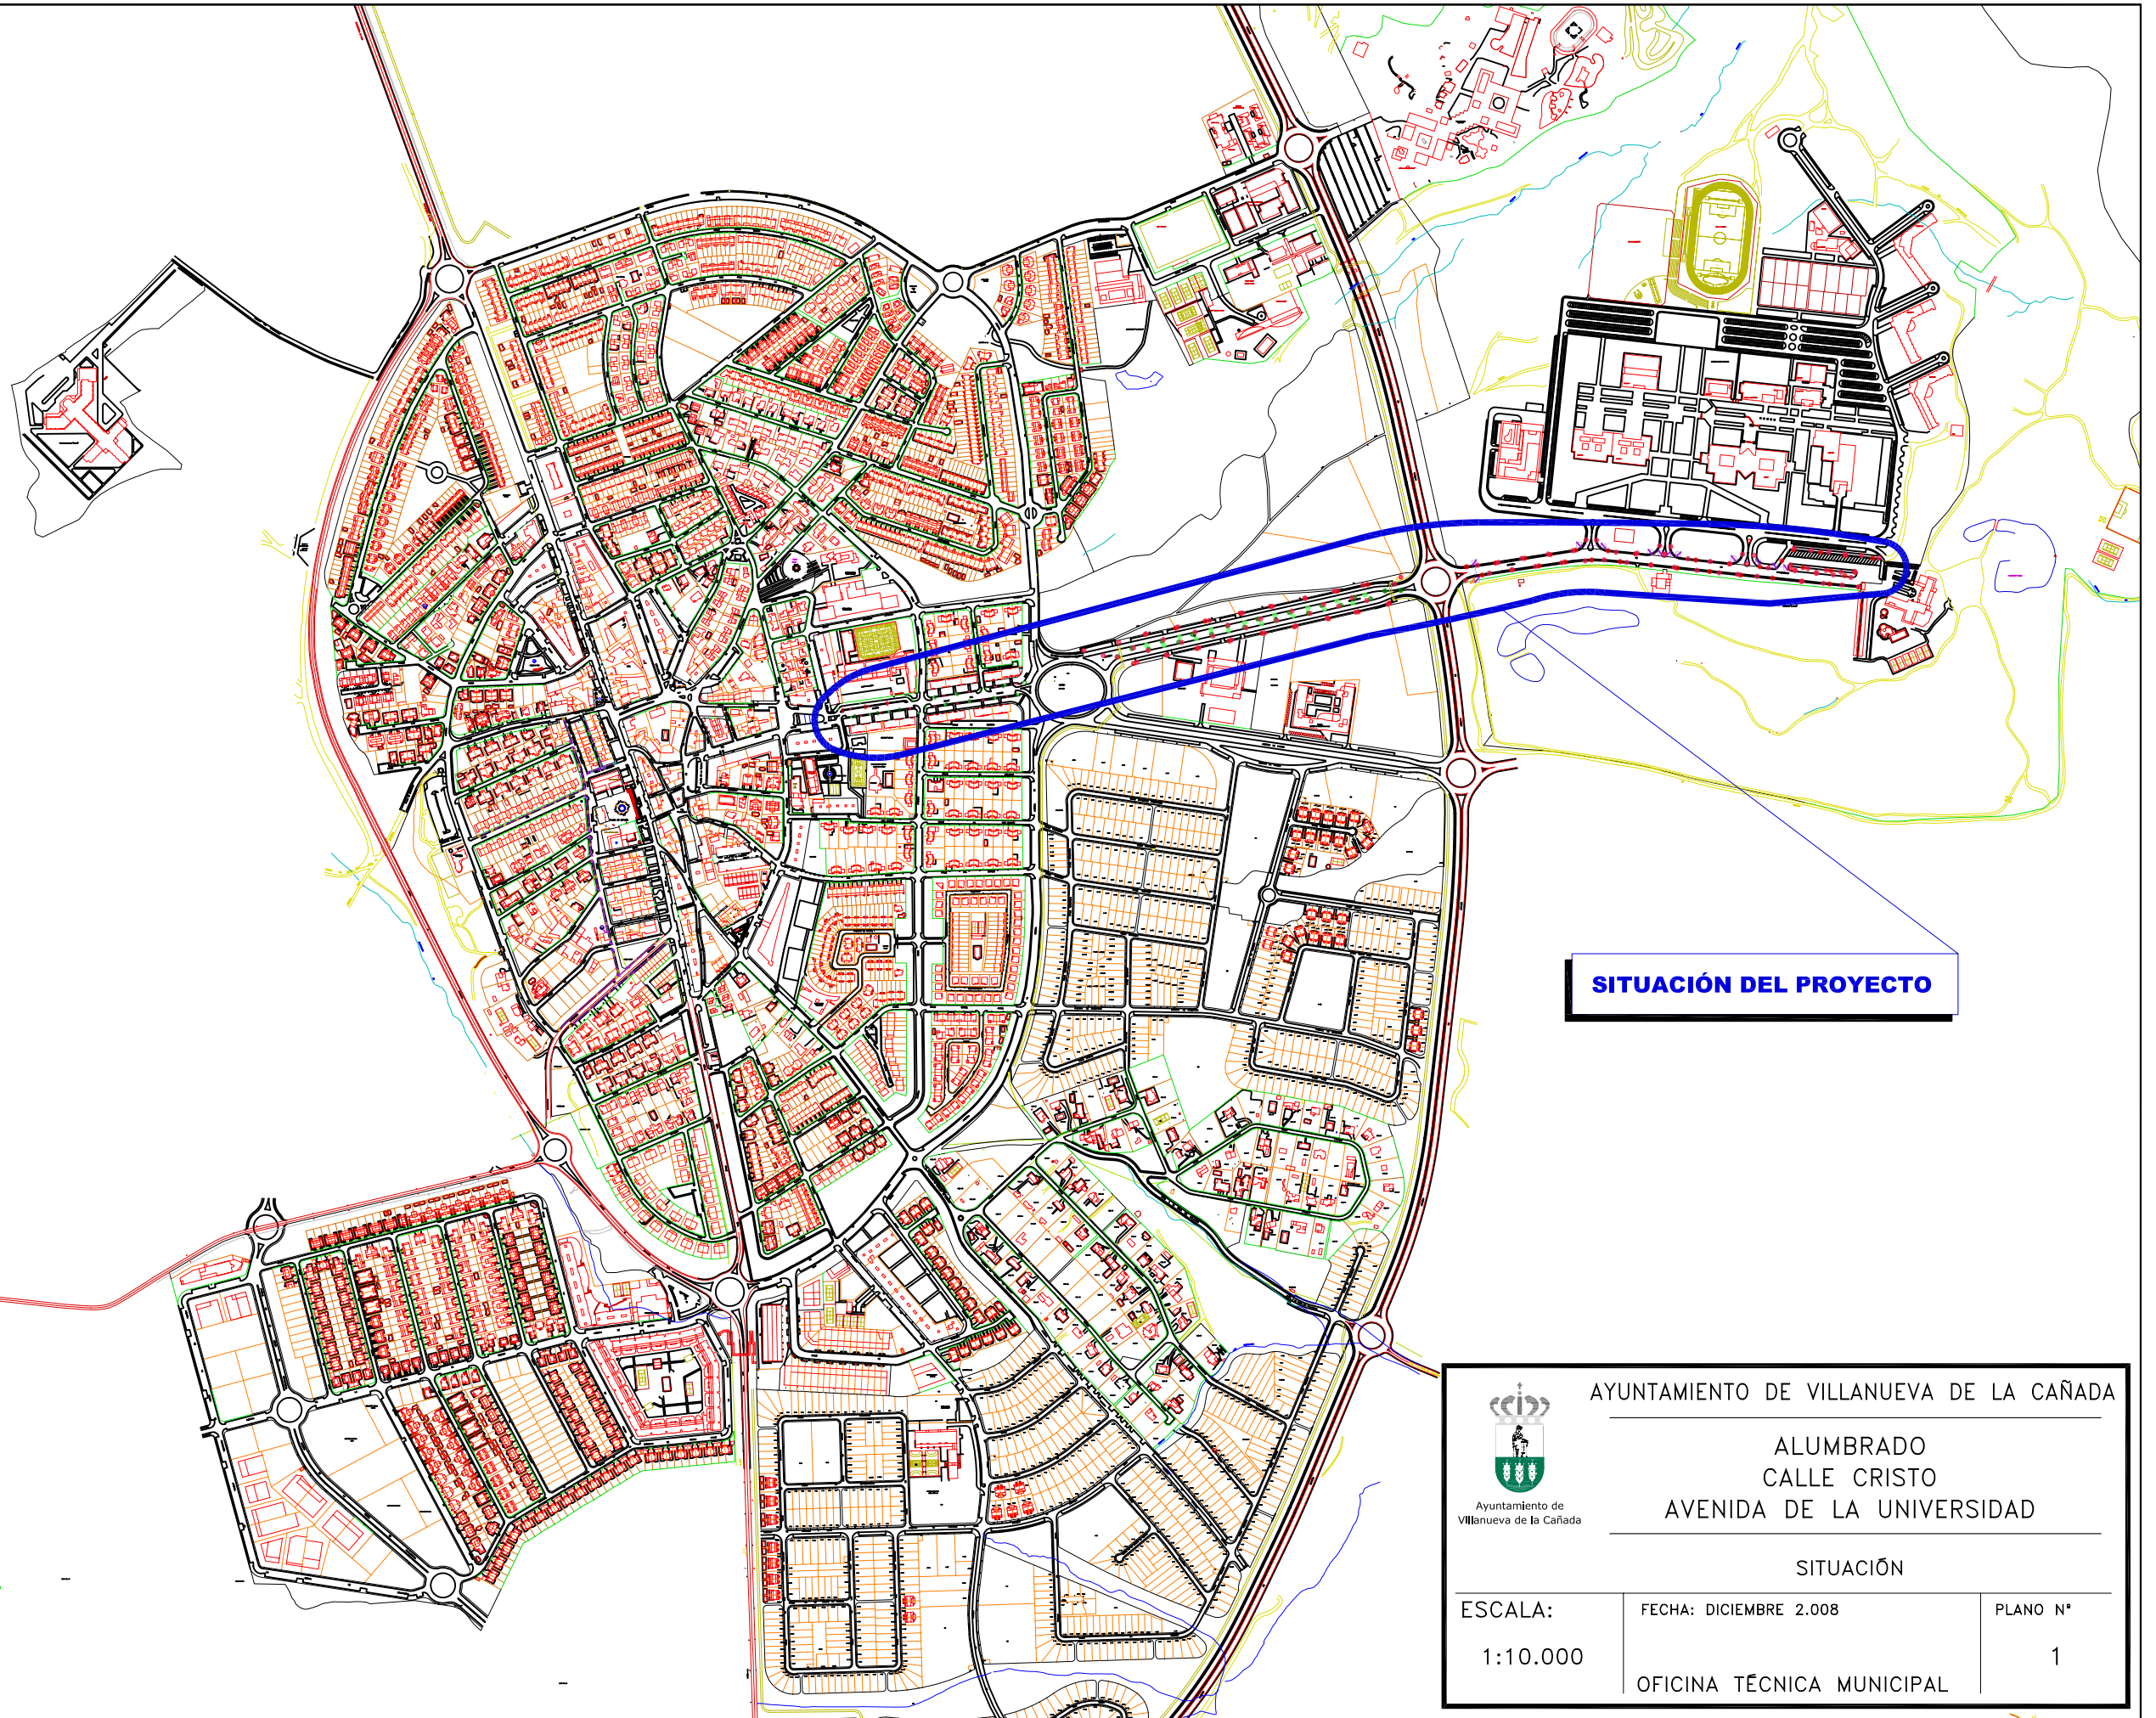 SITUACIÓN DEL PROYECTO
AYUNTAMIENTO DE VILLANUEVA DE LA CAÑADA
ALUMBRADO
CALLE CRISTO
AVENIDA DE LA UNIVERSIDAD
Ayuntamiento de
Villanueva de la Cañada
SITUACIÓN
ESCALA:
1:10.000
FECHA: DICIEMBRE 2.008
OFICINA TÉCNICA MUNICIPAL
PLANO Nº
1